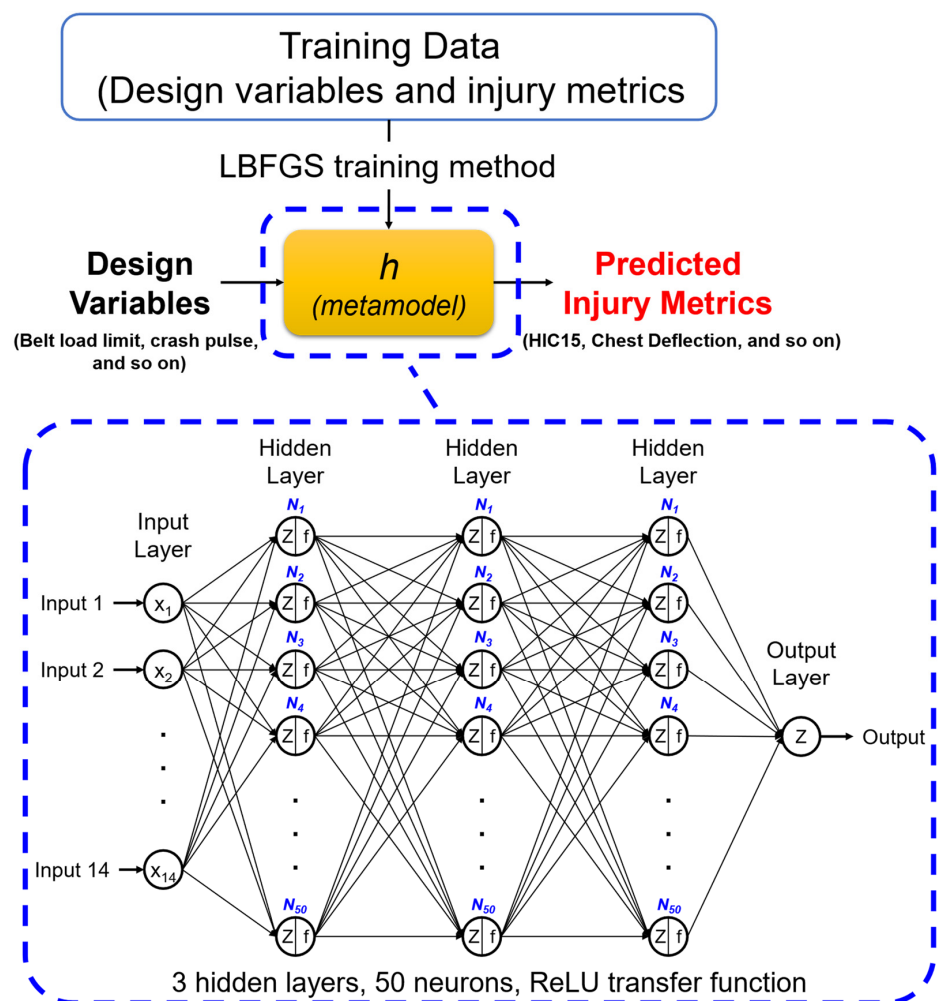 Training Data
(Design variables and injury metrics
LBFGS training method
Design
Variables
(Belt load limit, crash pulse,
and so on)
h
(metamodel)
Predicted
Injury Metrics
(HIC15, Chest Deflection, and so on)
Hidden
Layer
Hidden
Layer
Hidden
Layer
Input
Layer
Output
Layer
N₁ N₁ N₁
Z f Z f Z f
Input 1 x₁
N₂ N₂ N₂
Z f Z f Z f
Input 2 x₂
N₃ N₃ N₃
Z f Z f Z f
N₄ N₄ N₄
Z f Z f Z f
Z Output
. . . .
. . . .
. . . .
Input 14 x₁₄
N₅₀ N₅₀ N₅₀
Z f Z f Z f
3 hidden layers, 50 neurons, ReLU transfer function